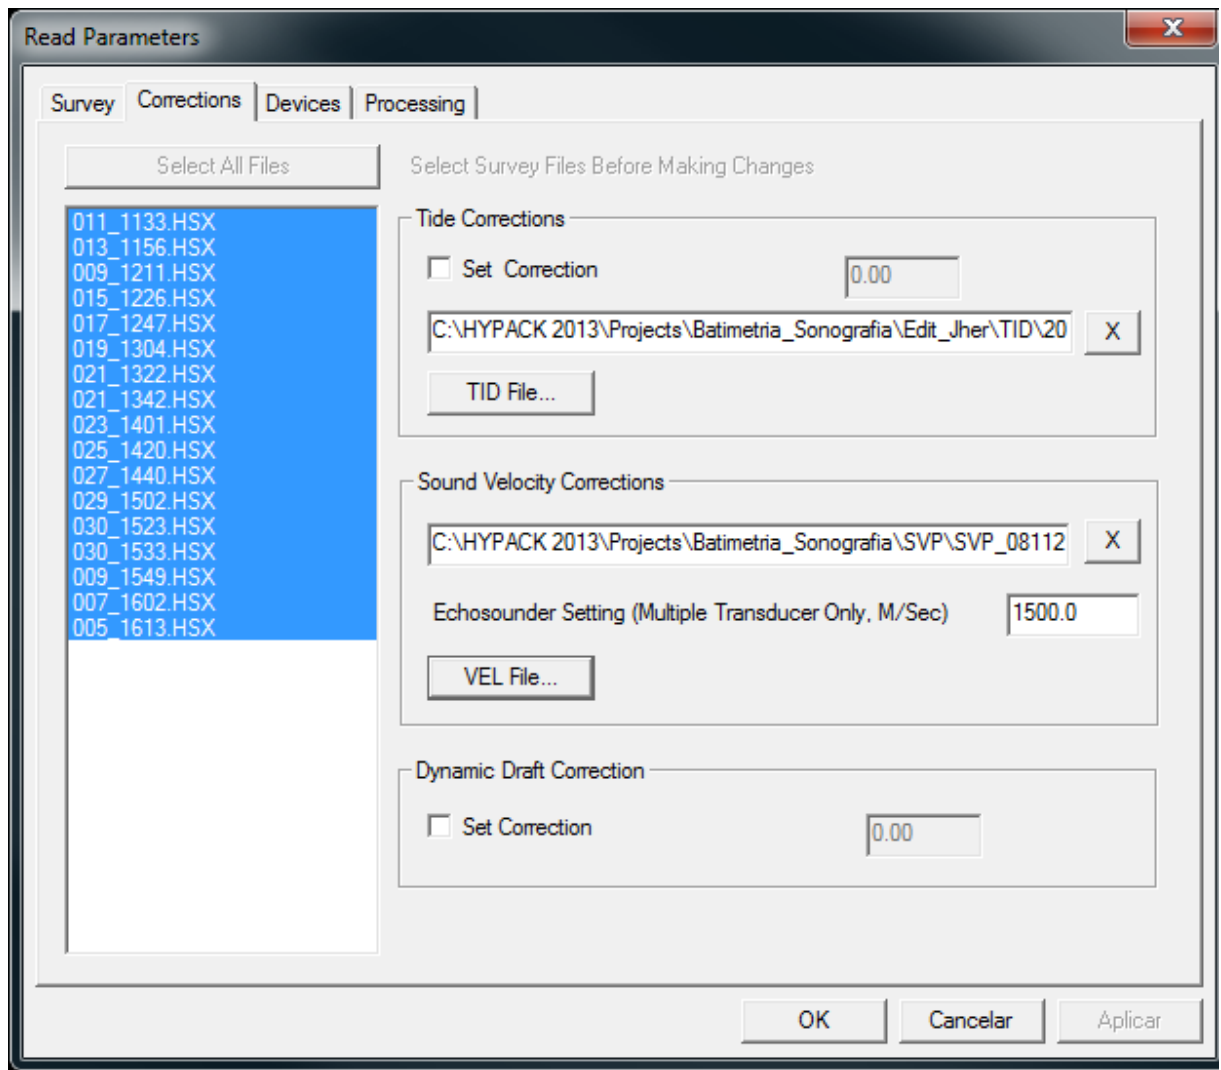 Read Parameters
X
Survey
Corrections
Devices
Processing
Select All Files
Select Survey Files Before Making Changes
011_1133.HSX
013_1156.HSX
009_1211.HSX
015_1226.HSX
017_1247.HSX
019_1304.HSX
021_1322.HSX
021_1342.HSX
023_1401.HSX
025_1420.HSX
027_1440.HSX
029_1502.HSX
030_1523.HSX
030_1533.HSX
009_1549.HSX
007_1602.HSX
005_1613.HSX
Tide Corrections
Set Correction
0.00
C:\HYPACK 2013\Projects\Batimetria_Sonografia\Edit_Jher\TID\20
X
TID File...
Sound Velocity Corrections
C:\HYPACK 2013\Projects\Batimetria_Sonografia\SVP\SVP_08112
X
Echosounder Setting (Multiple Transducer Only, M/Sec)
1500.0
VEL File...
Dynamic Draft Correction
Set Correction
0.00
OK
Cancelar
Aplicar